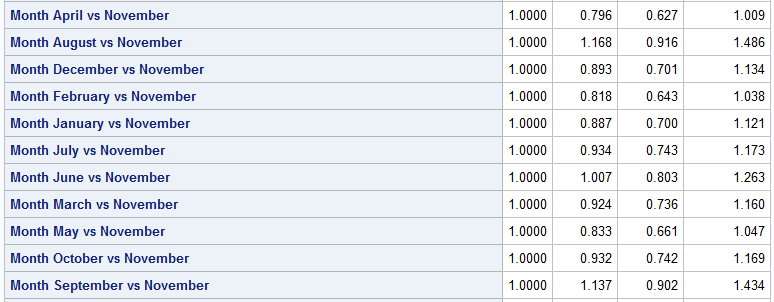 Month April vs November 1.0000 0.796 0.627 1.009
Month August vs November 1.0000 1.168 0.916 1.486
Month December vs November 1.0000 0.893 0.701 1.134
Month February vs November 1.0000 0.818 0.643 1.038
Month January vs November 1.0000 0.887 0.700 1.121
Month July vs November 1.0000 0.934 0.743 1.173
Month June vs November 1.0000 1.007 0.803 1.263
Month March vs November 1.0000 0.924 0.736 1.160
Month May vs November 1.0000 0.833 0.661 1.047
Month October vs November 1.0000 0.932 0.742 1.169
Month September vs November 1.0000 1.137 0.902 1.434